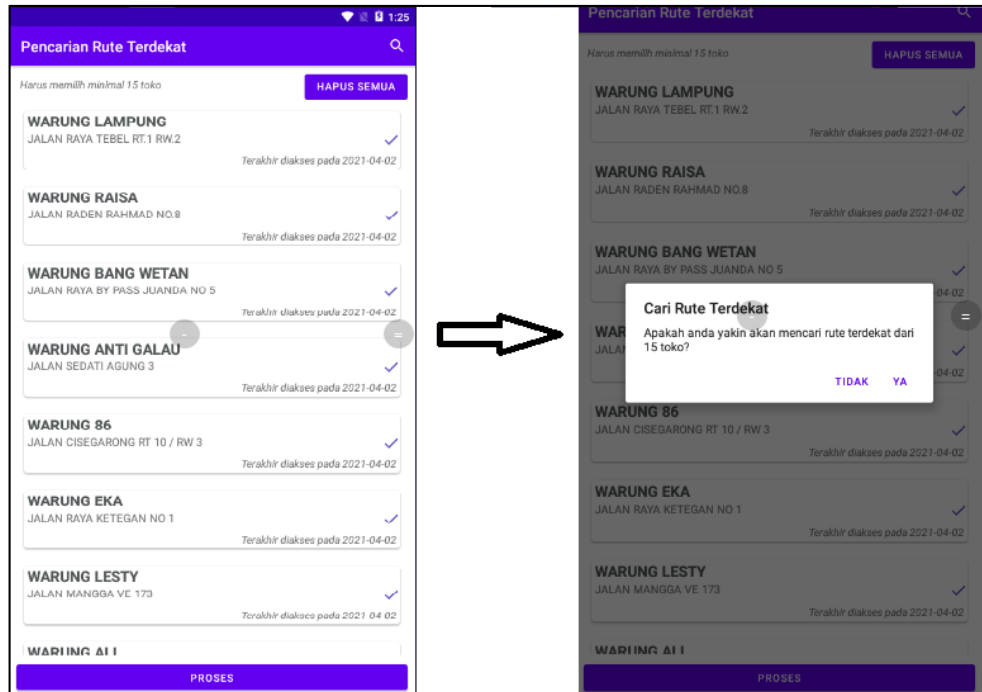 1:25
Pencarian Rute Terdekat
Harus memilih minimal 15 toko
HAPUS SEMUA
WARUNG LAMPUNG
JALAN RAYA TEBEL RT.1 RW.2
Terakhir diakses pada 2021-04-02
WARUNG RAISA
JALAN RADEN RAHMAD NO.8
Terakhir diakses pada 2021-04-02
WARUNG BANG WETAN
JALAN RAYA BY PASS JUANDA NO 5
Terakhir diakses pada 2021-04-02
WARUNG ANTI GALAU
JALAN SEDATI AGUNG 3
Terakhir diakses pada 2021-04-02
WARUNG 86
JALAN CISEGARONG RT 10 / RW 3
Terakhir diakses pada 2021-04-02
WARUNG EKA
JALAN RAYA KETEGAN NO 1
Terakhir diakses pada 2021-04-02
WARUNG LESTY
JALAN MANGGA VE 173
Terakhir diakses pada 2021-04-02
WARUNG ALI
PROSES
Pencarian Rute Terdekat
Harus memilih minimal 15 toko
HAPUS SEMUA
WARUNG LAMPUNG
JALAN RAYA TEBEL RT.1 RW.2
Terakhir diakses pada 2021-04-02
WARUNG RAISA
JALAN RADEN RAHMAD NO.8
Terakhir diakses pada 2021-04-02
WARUNG BANG WETAN
JALAN RAYA BY PASS JUANDA NO 5
-04-02
Cari Rute Terdekat
Apakah anda yakin akan mencari rute terdekat dari
15 toko?
TIDAK YA
WAR
JALA
-04-02
WARUNG 86
JALAN CISEGARONG RT 10 / RW 3
Terakhir diakses pada 2021-04-02
WARUNG EKA
JALAN RAYA KETEGAN NO 1
Terakhir diakses pada 2021-04-02
WARUNG LESTY
JALAN MANGGA VE 173
Terakhir diakses pada 2021-04-02
WARUNG ALI
PROSES